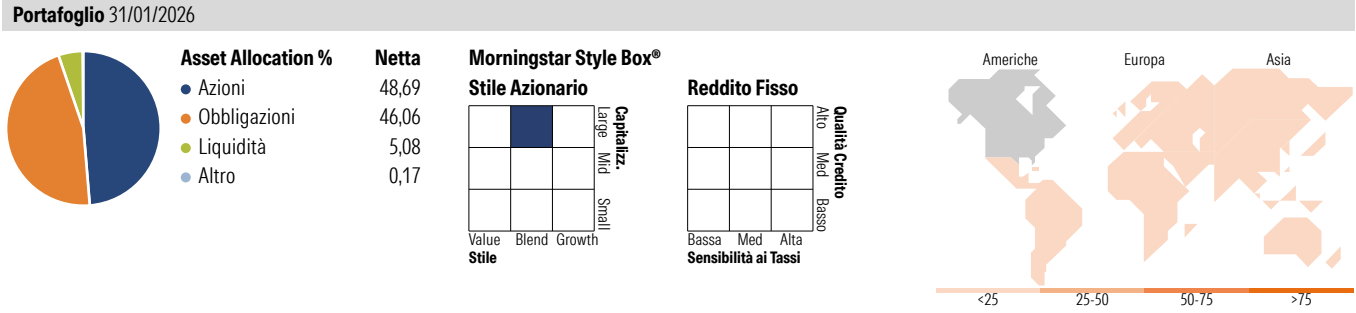 Portafoglio 31/01/2026
Asset Allocation % Netta
Azioni 48,69
Obbligazioni 46,06
Liquidità 5,08
Altro 0,17
Morningstar Style Box®
Stile Azionario
Large Mid Small
Capitalizz.
Value Blend Growth
Stile
Reddito Fisso
Alto Med Basso
Qualità Credito
Bassa Med Alta
Sensibilità ai Tassi
Americhe Europa Asia
<25 25-50 50-75 >75